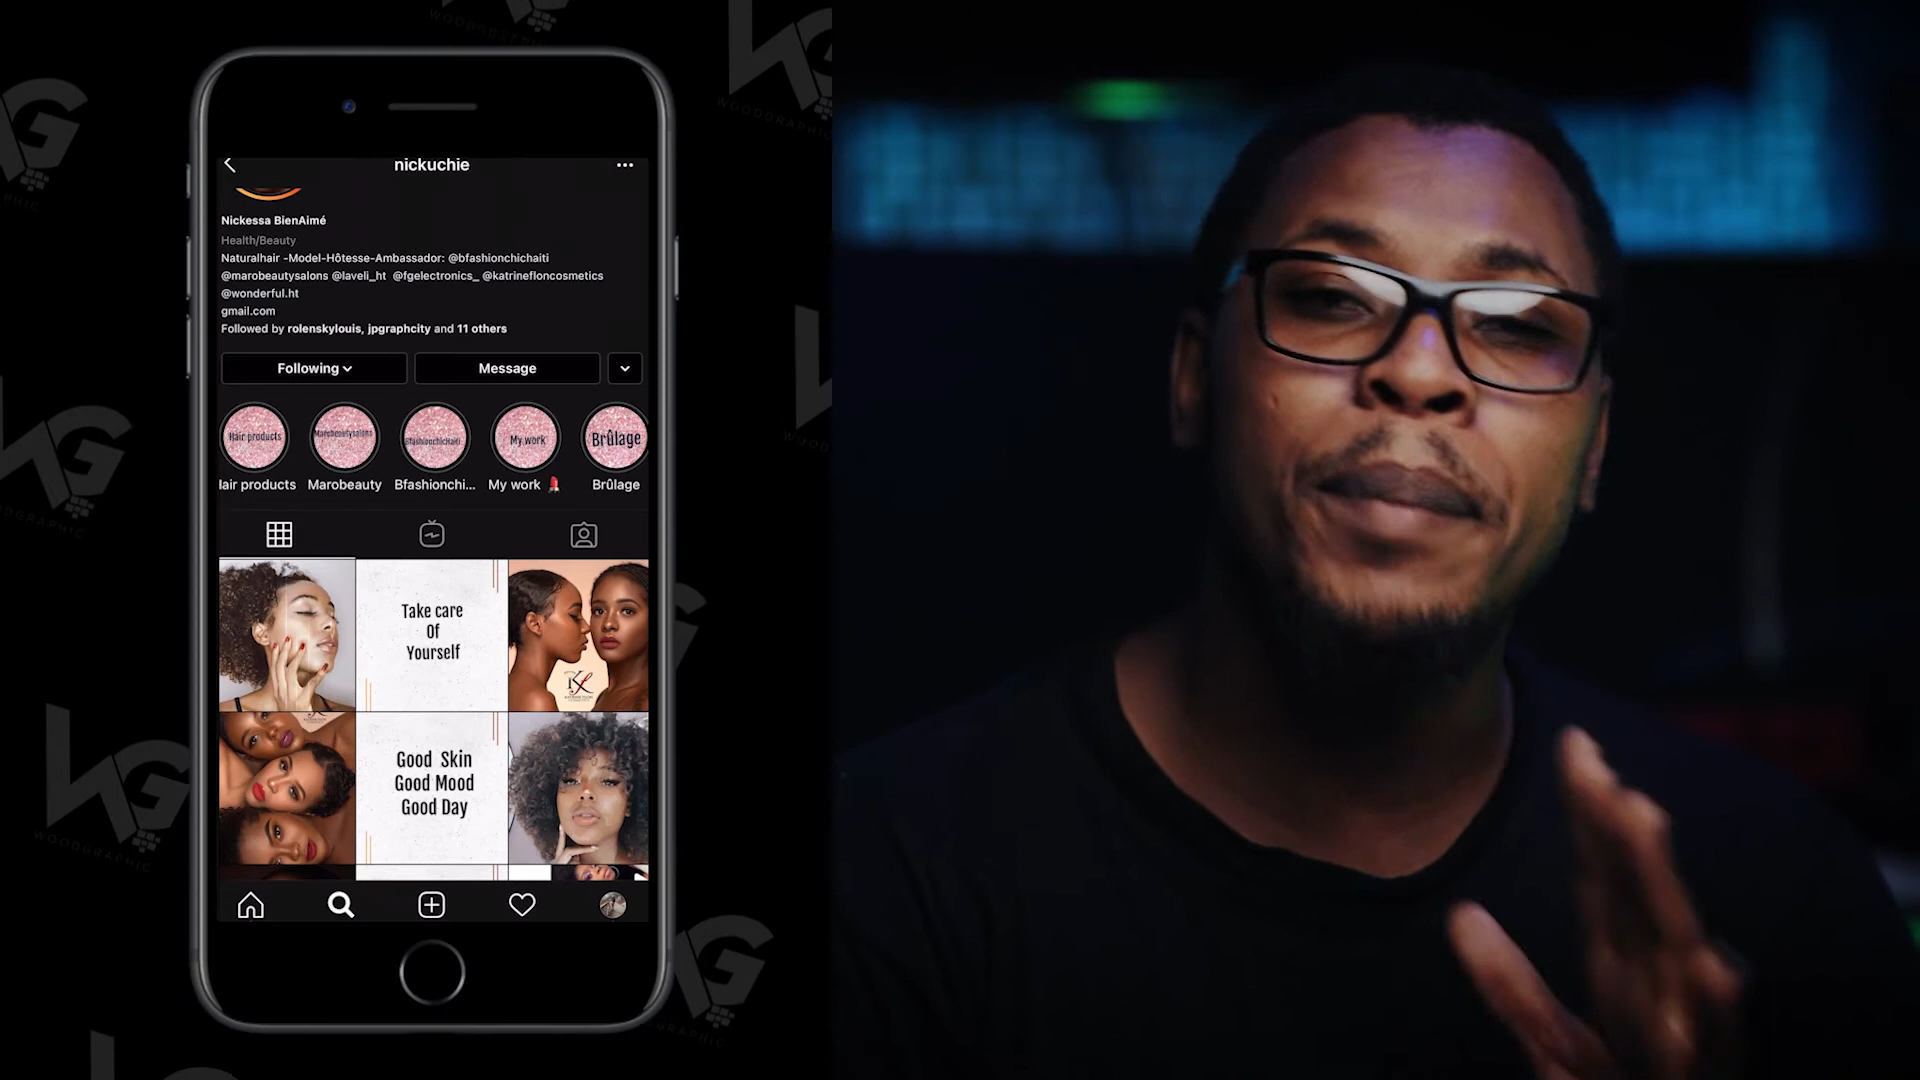 nickuchie
Nickessa BienAimé
Health/Beauty
Naturalhair -Model-Hôtesse-Ambassador: @bfashionchichaiti
@marobeautysalons @laveli_ht @fgelectronics_ @katrinefloncosmetics
@wonderful.ht
gmail.com
Followed by rolenskylouis, jpgraphcity and 11 others
Following
Message
Hair products
Marobeautysalons
BfashionchicHaiti
My work
Brûlage
lair products
Marobeauty
Bfashionchi...
My work 💄
Brûlage
Take care
Of
Yourself
Good Skin
Good Mood
Good Day
WG
WOODGRAPHIC